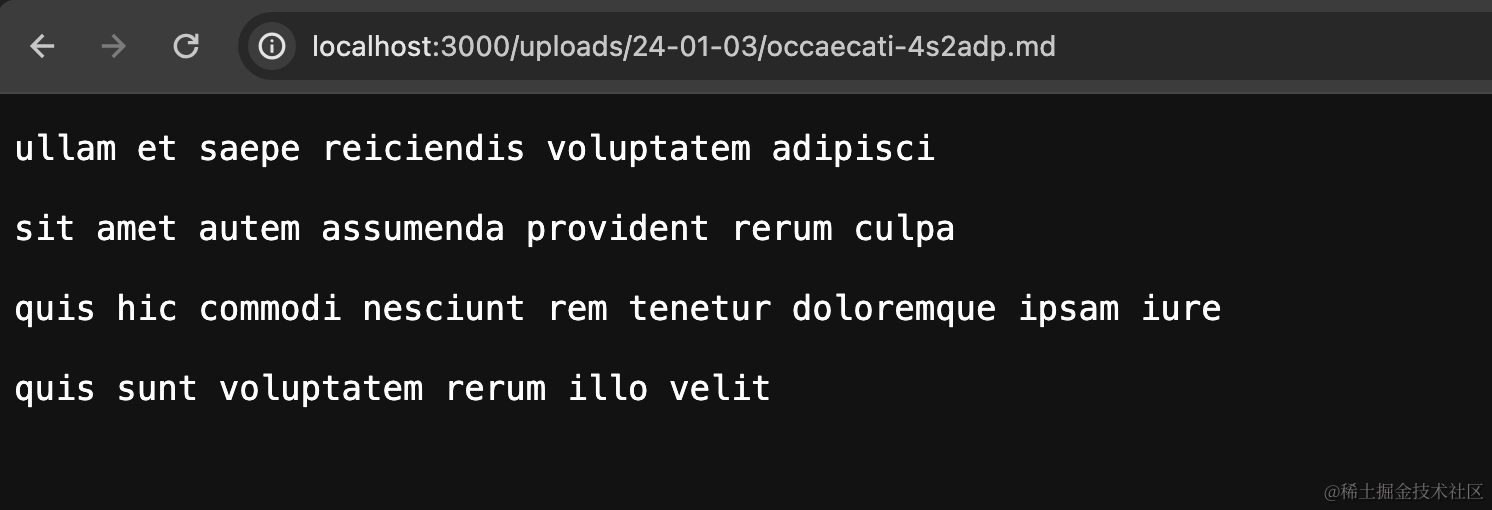 localhost:3000/uploads/24-01-03/occaecati-4s2adp.md
ullam et saepe reiciendis voluptatem adipisci
sit amet autem assumenda provident rerum culpa
quis hic commodi nesciunt rem tenetur doloremque ipsam iure
quis sunt voluptatem rerum illo velit
@稀土掘金技术社区